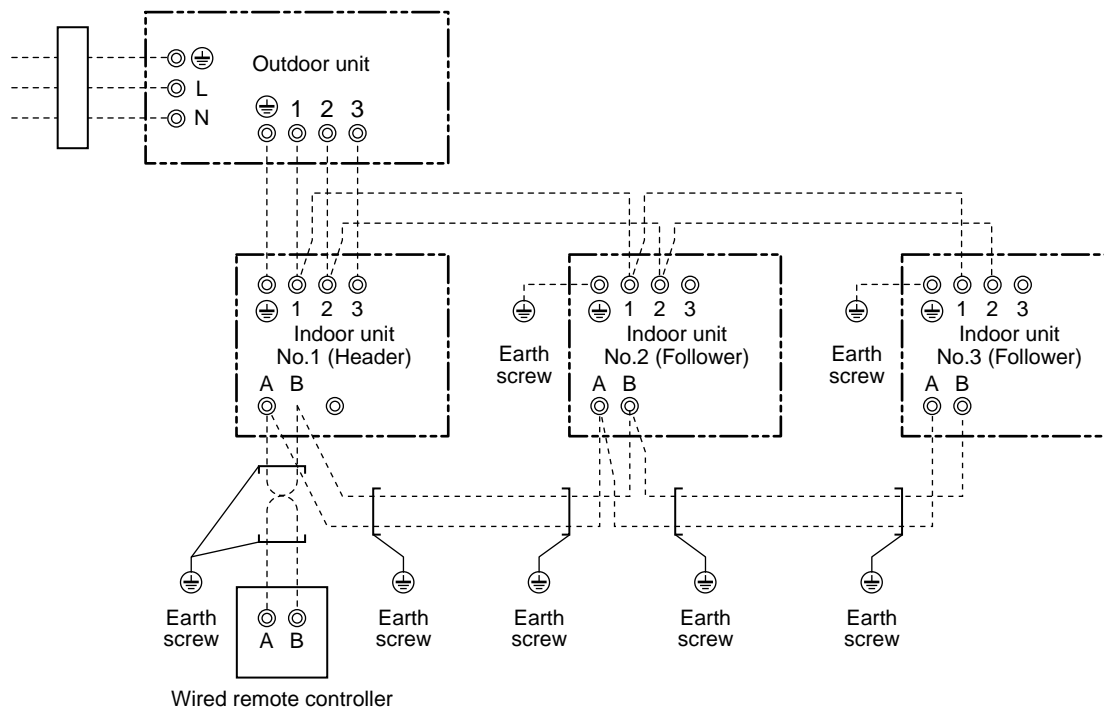 Outdoor unit
L
N
1 2 3
1 2 3
Indoor unit
No.1 (Header)
A B
Earth
screw
1 2 3
Indoor unit
No.2 (Follower)
A B
Earth
screw
1 2 3
Indoor unit
No.3 (Follower)
A B
Earth
screw
Earth
screw
Earth
screw
Earth
screw
Earth
screw
A B
Wired remote controller